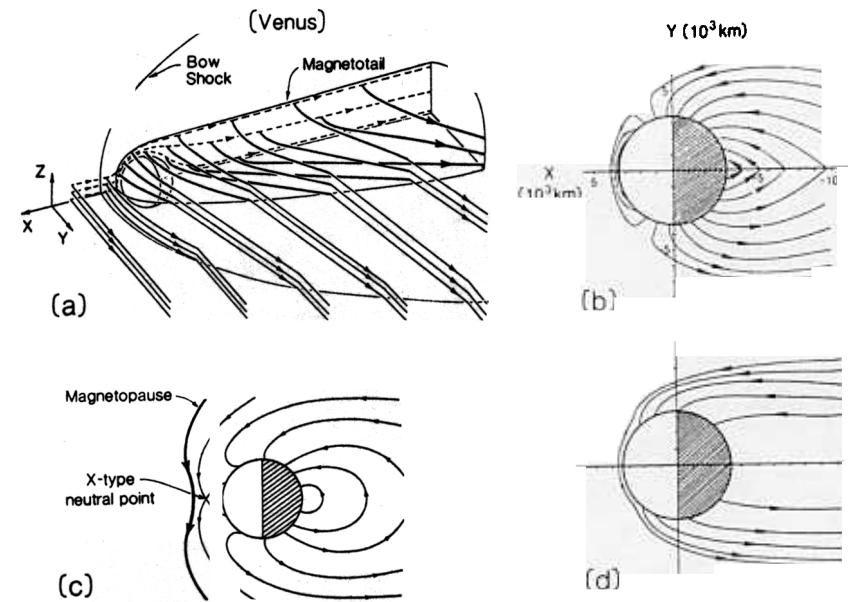 (Venus)
Bow
Shock
Magnetotail
Z
X
Y
(a)
Y (10³km)
5
X
(10³km)
5
-5
-10
5
(b)
Magnetopause
X-type
neutral point
(c)
(d)